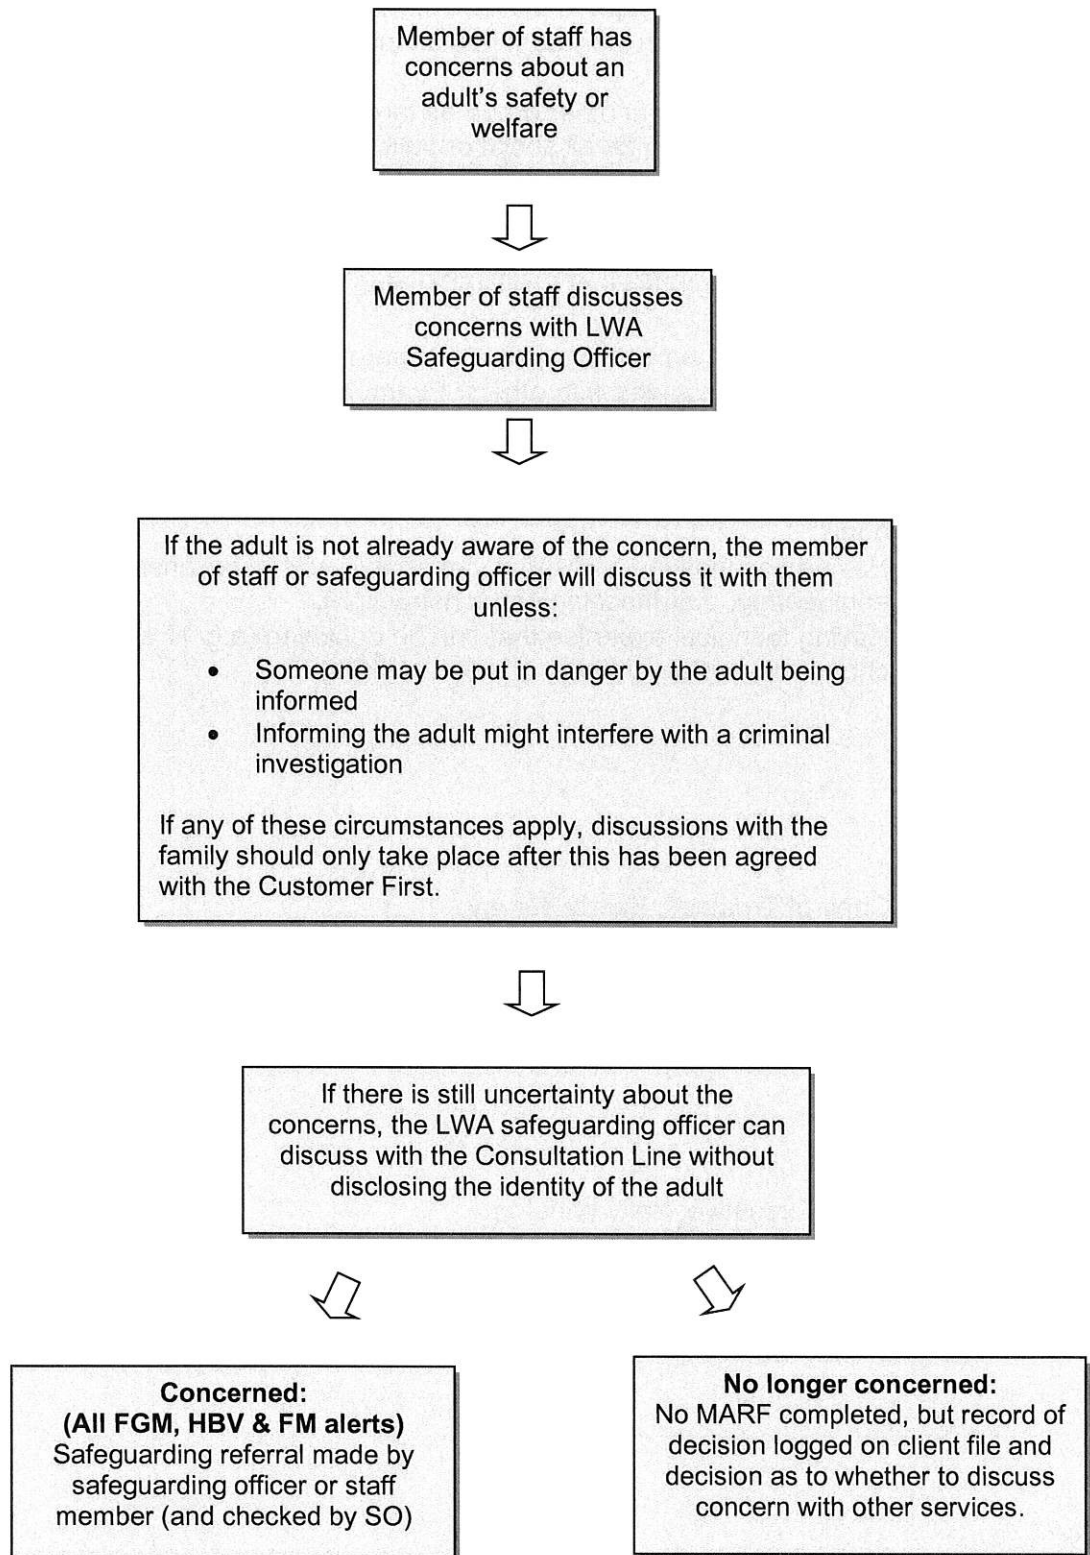 Member of staff has
concerns about an
adult's safety or
welfare
Member of staff discusses
concerns with LWA
Safeguarding Officer
If the adult is not already aware of the concern, the member
of staff or safeguarding officer will discuss it with them
unless:
• Someone may be put in danger by the adult being
informed
• Informing the adult might interfere with a criminal
investigation
If any of these circumstances apply, discussions with the
family should only take place after this has been agreed
with the Customer First.
If there is still uncertainty about the
concerns, the LWA safeguarding officer can
discuss with the Consultation Line without
disclosing the identity of the adult
Concerned:
(All FGM, HBV & FM alerts)
Safeguarding referral made by
safeguarding officer or staff
member (and checked by SO)
No longer concerned:
No MARF completed, but record of
decision logged on client file and
decision as to whether to discuss
concern with other services.